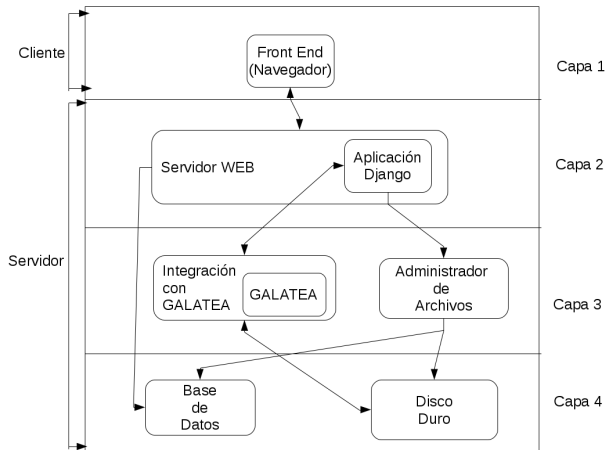 Cliente
Front End
(Navegador)
Capa 1
Servidor WEB
Aplicación
Django
Capa 2
Servidor
Integración
con
GALATEA
GALATEA
Administrador
de
Archivos
Capa 3
Base
de
Datos
Disco
Duro
Capa 4